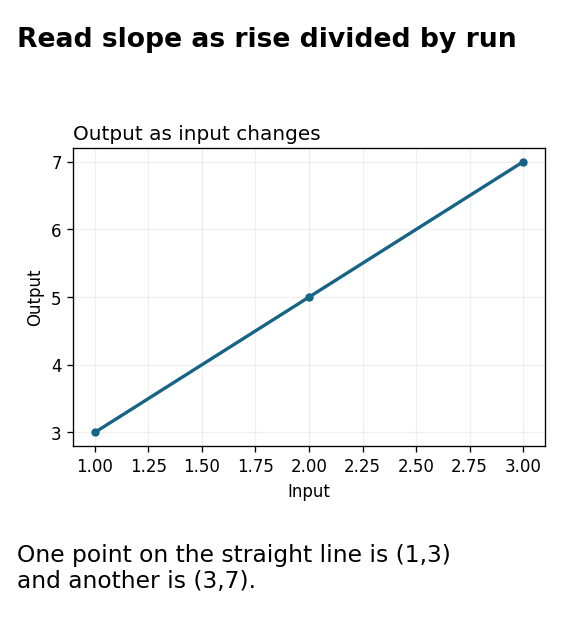 Read slope as rise divided by run
Output as input changes
7
6
5
4
3
Output
1.00 1.25 1.50 1.75 2.00 2.25 2.50 2.75 3.00
Input
One point on the straight line is (1,3)
and another is (3,7).